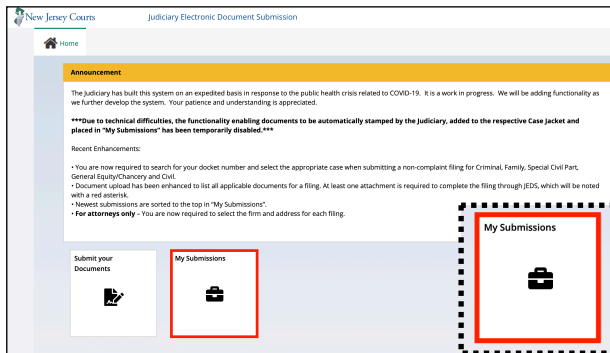 New Jersey Courts
Judiciary Electronic Document Submission
Home
Announcement
The Judiciary has built this system on an expedited basis in response to the public health crisis related to COVID-19. It is a work in progress. We will be adding functionality as
we further develop the system. Your patience and understanding is appreciated.
***Due to technical difficulties, the functionality enabling documents to be automatically stamped by the Judiciary, added to the respective Case Jacket and
placed in "My Submissions" has been temporarily disabled.***
Recent Enhancements:
• You are now required to search for your docket number and select the appropriate case when submitting a non-complaint filing for Criminal, Family, Special Civil Part,
General Equity/Chancery and Civil.
• Document upload has been enhanced to list all applicable documents for a filing. At least one attachment is required to complete the filing through JEDS, which will be noted
with a red asterisk.
• Newest submissions are sorted to the top in "My Submissions".
• For attorneys only – You are now required to select the firm and address for each filing.
Submit your
Documents
My Submissions
My Submissions